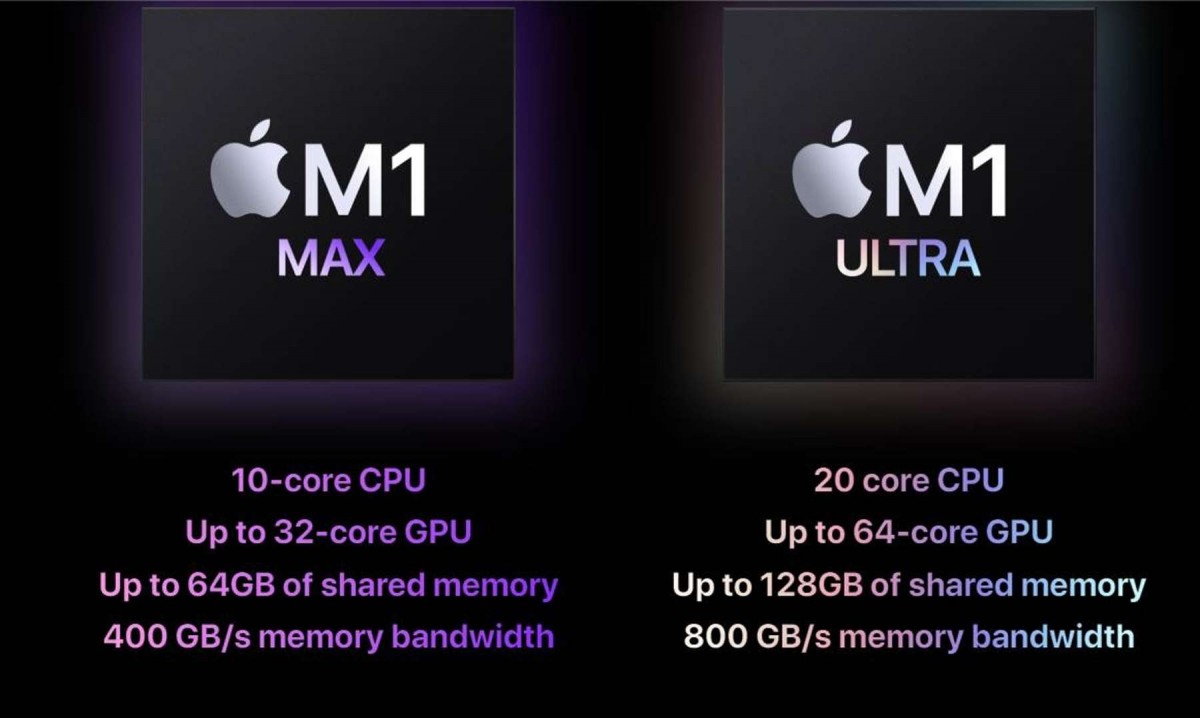 M1
MAX
10-core CPU
Up to 32-core GPU
Up to 64GB of shared memory
400 GB/s memory bandwidth
M1
ULTRA
20 core CPU
Up to 64-core GPU
Up to 128GB of shared memory
800 GB/s memory bandwidth